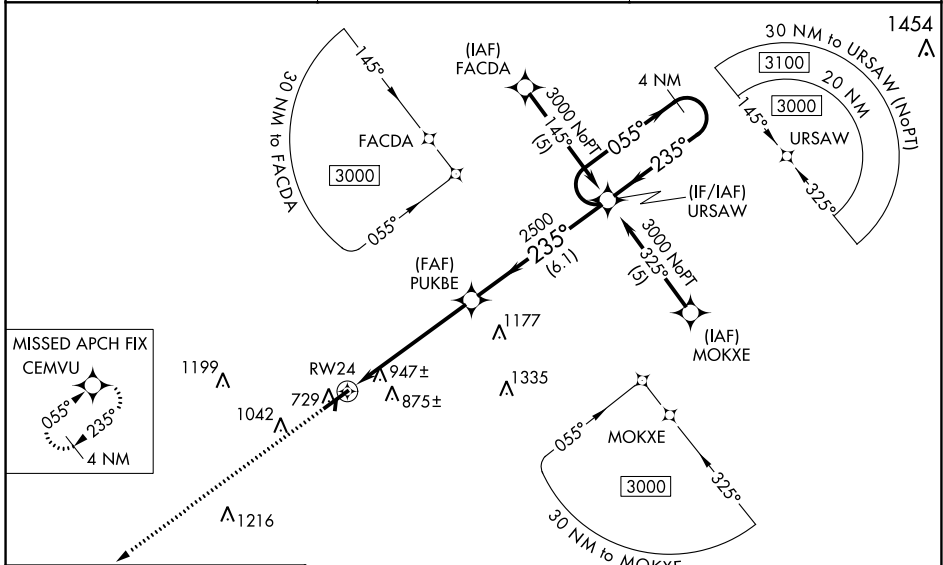 1454
30 NM to URSAW (NoPT)
3100
20 NM
3000
145°
URSAW
325°
(IAF)
FACDA
3000 NoPT
145°
(5)
4 NM
055°
235°
(IF/IAF)
URSAW
30 NM to FACDA
145°
FACDA
3000
055°
2500
235°
(6.1)
3000 NoPT
325°
(5)
(IAF)
MOKXE
(FAF)
PUKBE
1177
1335
MISSED APCH FIX
CEMVU
055°
235°
4 NM
1199
RW24
947±
729
875±
1042
1216
055°
MOKXE
325°
3000
30 NM to MOKXE